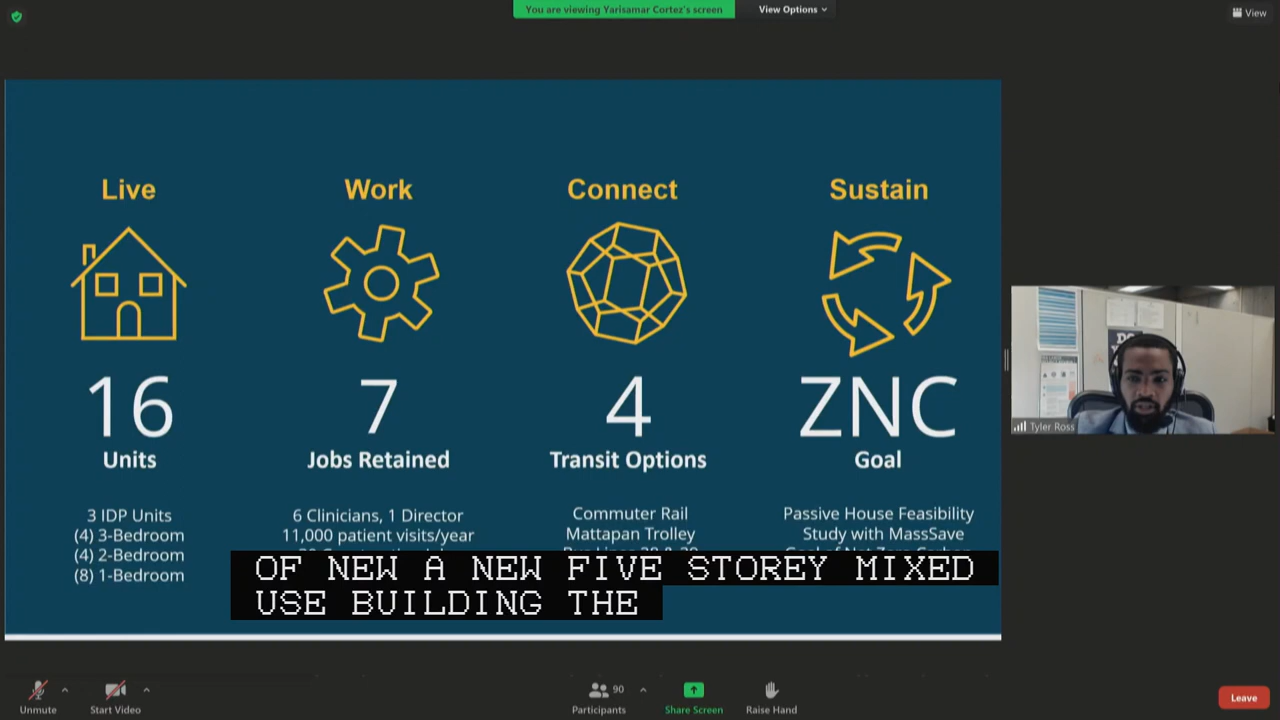 You are viewing Yarisamar Cortez's screen
View Options
View
Live
Work
Connect
Sustain
16
7
4
ZNC
Units
Jobs Retained
Transit Options
Goal
3 IDP Units
(4) 3-Bedroom
(4) 2-Bedroom
(8) 1-Bedroom
6 Clinicians, 1 Director
11,000 patient visits/year
Commuter Rail
Mattapan Trolley
Passive House Feasibility
Study with MassSave
OF NEW A NEW FIVE STOREY MIXED
USE BUILDING THE
Tyler Ross
Unmute
Start Video
90
Participants
Share Screen
Raise Hand
Leave